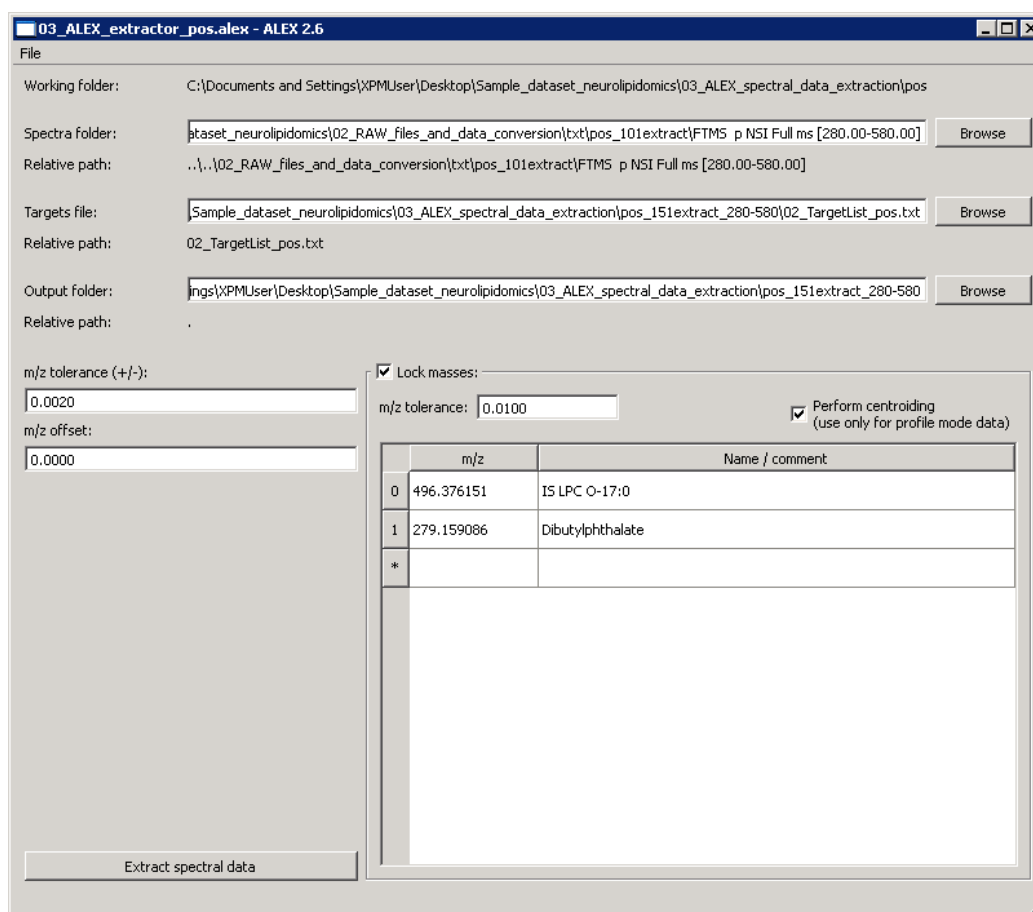 03_ALEX_extractor_pos.alex - ALEX 2.6
File
Working folder: C:\Documents and Settings\XPMUser\Desktop\Sample_dataset_neurolipidomics\03_ALEX_spectral_data_extraction\pos
Spectra folder: ataset_neurolipidomics\02_RAW_files_and_data_conversion\txt\pos_101extract\FTMS p NSI Full ms [280.00-580.00] Browse
Relative path: ..\..\02_RAW_files_and_data_conversion\txt\pos_101extract\FTMS p NSI Full ms [280.00-580.00]
Targets file: \Sample_dataset_neurolipidomics\03_ALEX_spectral_data_extraction\pos_151extract_280-580\02_TargetList_pos.txt Browse
Relative path: 02_TargetList_pos.txt
Output folder: ings\XPMUser\Desktop\Sample_dataset_neurolipidomics\03_ALEX_spectral_data_extraction\pos_151extract_280-580 Browse
Relative path: .
m/z tolerance (+/-):
0.0020
m/z offset:
0.0000
Lock masses:
m/z tolerance: 0.0100
Perform centroiding
(use only for profile mode data)
m/z Name / comment
0 496.376151 IS LPC O-17:0
1 279.159086 Dibutylphthalate
*
Extract spectral data